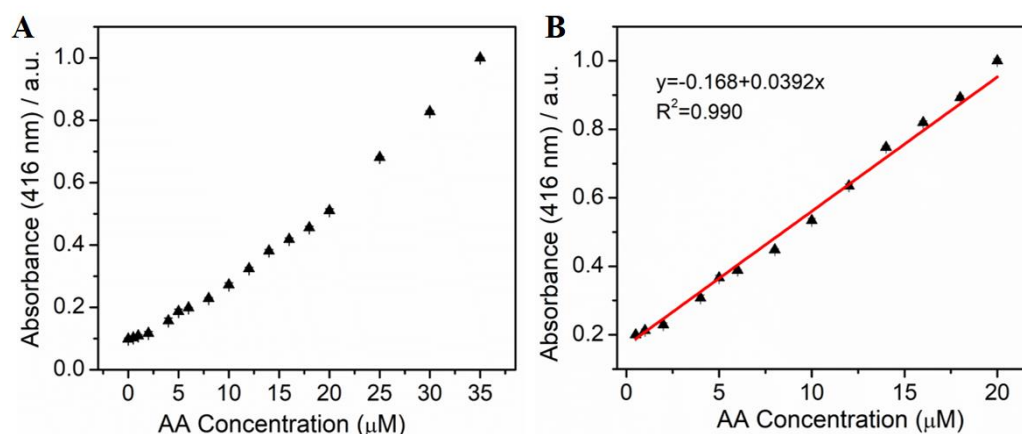 A
Absorbance (416 nm) / a.u.
1.0
0.8
0.6
0.4
0.2
0.0
0 5 10 15 20 25 30 35
AA Concentration (μM)
B
y=-0.168+0.0392x
R²=0.990
Absorbance (416 nm) / a.u.
1.0
0.8
0.6
0.4
0.2
0 5 10 15 20
AA Concentration (μM)